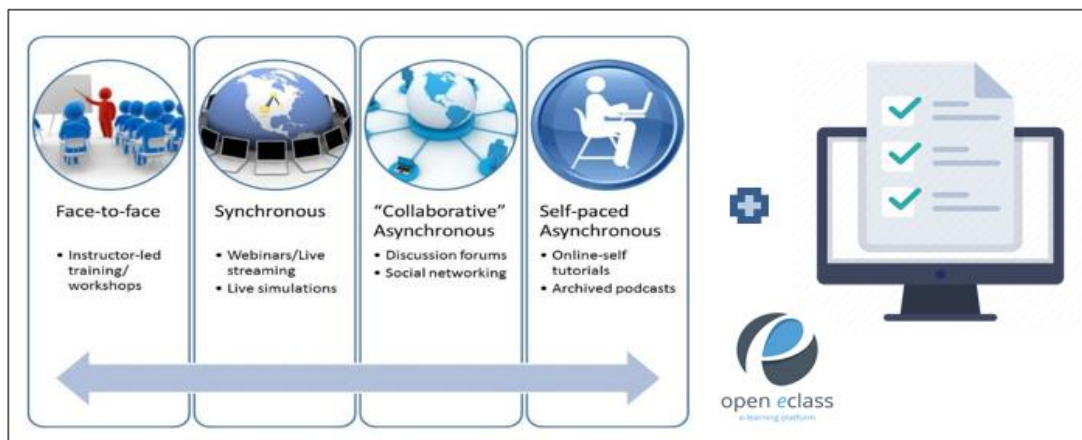 Face-to-face
• Instructor-led
training/
workshops
Synchronous
• Webinars/Live
streaming
• Live simulations
“Collaborative”
Asynchronous
• Discussion forums
• Social networking
Self-paced
Asynchronous
• Online-self
tutorials
• Archived podcasts
open eclass
e-learning platform